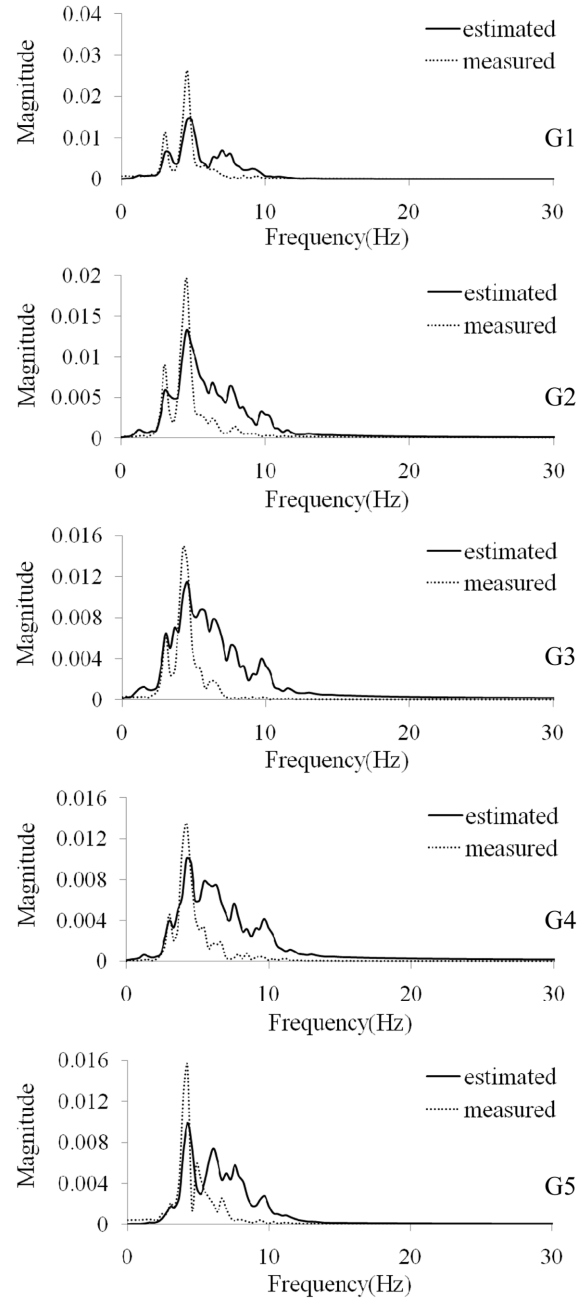 0.04
0.03
0.02
0.01
0
Magnitude
estimated
measured
G1
0 10 20 30
Frequency(Hz)
0.02
0.015
0.01
0.005
0
Magnitude
estimated
measured
G2
0 10 20 30
Frequency(Hz)
0.016
0.012
0.008
0.004
0
Magnitude
estimated
measured
G3
0 10 20 30
Frequency(Hz)
0.016
0.012
0.008
0.004
0
Magnitude
estimated
measured
G4
0 10 20 30
Frequency(Hz)
0.016
0.012
0.008
0.004
0
Magnitude
estimated
measured
G5
0 10 20 30
Frequency(Hz)